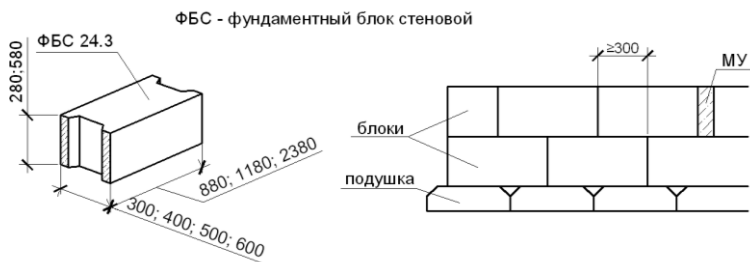 ФБС - фундаментный блок стеновой
ФБС 24.3
280;580
880; 1180; 2380
300; 400; 500; 600
≥300
МУ
блоки
подушка